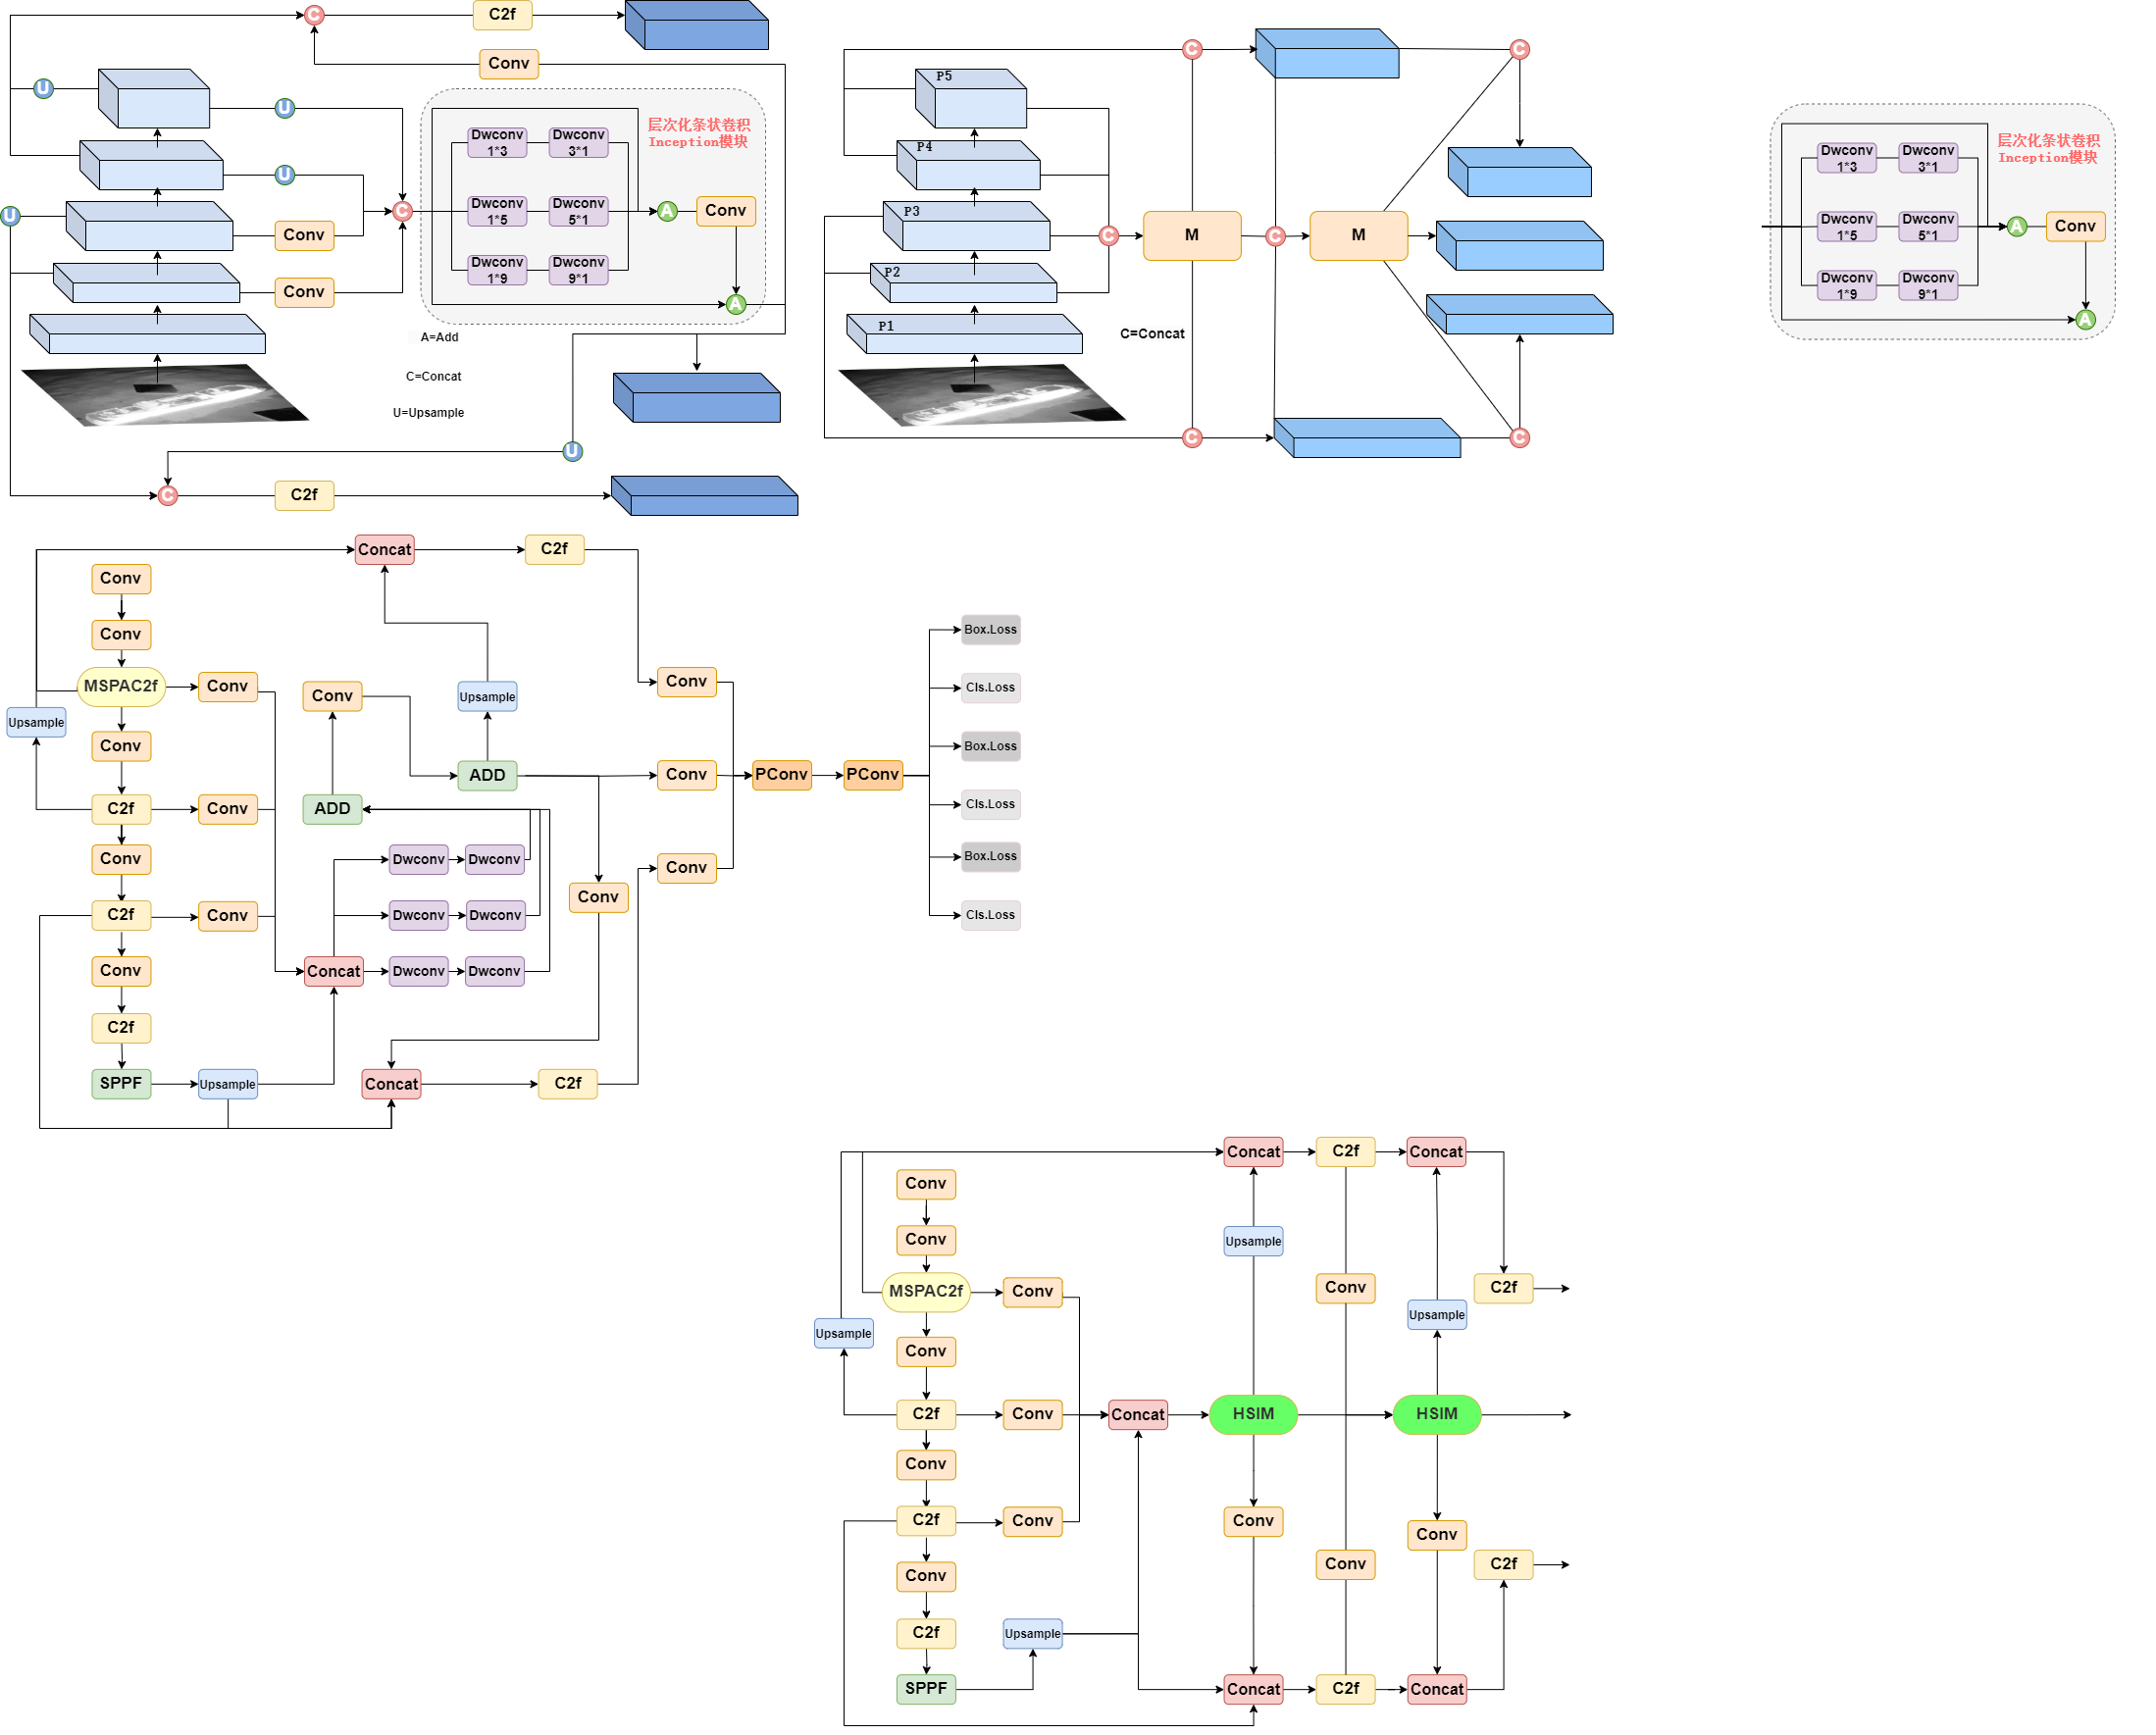 C
C2f
Conv
U
U
U
U
Conv
Conv
C
Dwconv
1*3
Dwconv
3*1
层次化条状卷积
Inception模块
Dwconv
1*5
Dwconv
5*1
A
Conv
Dwconv
1*9
Dwconv
9*1
A
A=Add
C=Concat
U=Upsample
U
C
C2f
C
C
P5
P4
P3
P2
P1
C
M
C
M
C=Concat
C
C
Dwconv
1*3
Dwconv
3*1
层次化条状卷积
Inception模块
Dwconv
1*5
Dwconv
5*1
A
Conv
Dwconv
1*9
Dwconv
9*1
A
Concat
C2f
Conv
Conv
MSPAC2f
Conv
Conv
Upsample
Conv
Upsample
Conv
ADD
Conv
PConv
PConv
C2f
Conv
ADD
Conv
Dwconv
Dwconv
Conv
Conv
C2f
Conv
Dwconv
Dwconv
Conv
Concat
Dwconv
Dwconv
C2f
SPPF
Upsample
Concat
C2f
Box.Loss
Cls.Loss
Box.Loss
Cls.Loss
Box.Loss
Cls.Loss
Concat
C2f
Concat
Conv
Conv
Upsample
MSPAC2f
Conv
Conv
C2f
Upsample
Upsample
Conv
C2f
Conv
Concat
HSIM
HSIM
Conv
C2f
Conv
Conv
Conv
Conv
Conv
C2f
C2f
Upsample
SPPF
Concat
C2f
Concat